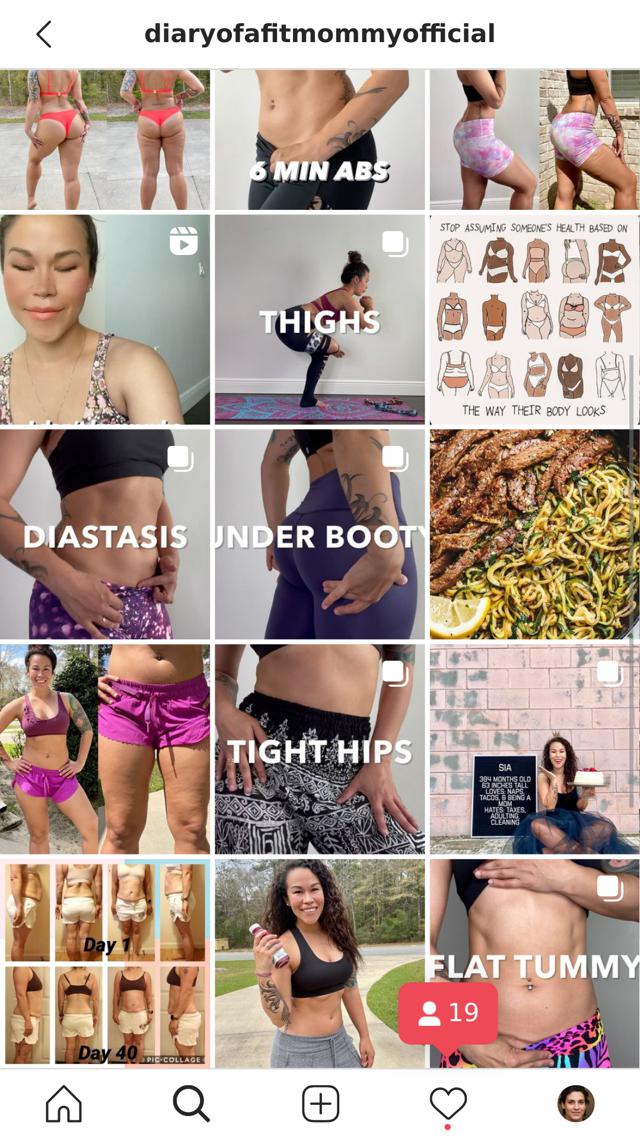 diaryofafitmommyofficial
6 MIN ABS
THIGHS
STOP ASSUMING SOMEONE'S HEALTH BASED ON
THE WAY THEIR BODY LOOKS
DIASTASIS
UNDER BOOTY
TIGHT HIPS
SIA
384 MONTHS OLD
63 INCHES TALL
LOVES: NAPS,
TACOS, & BEING A
MOM
HATES: TAXES,
ADULTING,
CLEANING
Day 1
Day 40
PIC·COLLAGE
FLAT TUMMY
19